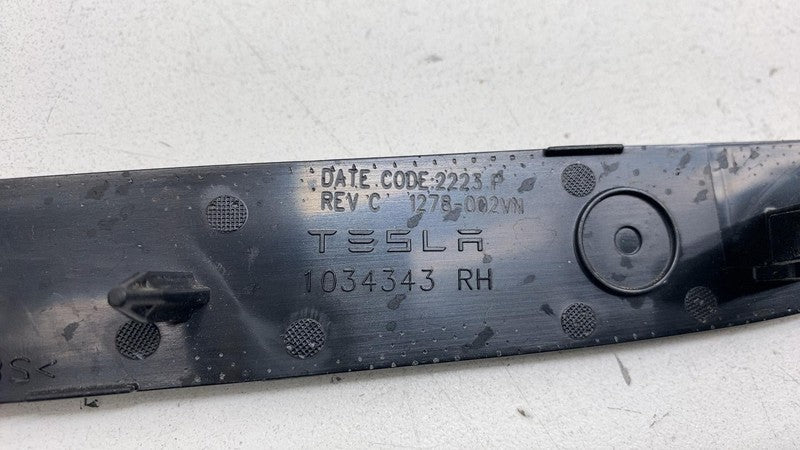 DATE CODE:2223 P
REV C 1278-002VN
TESLA
1034343 RH
S<